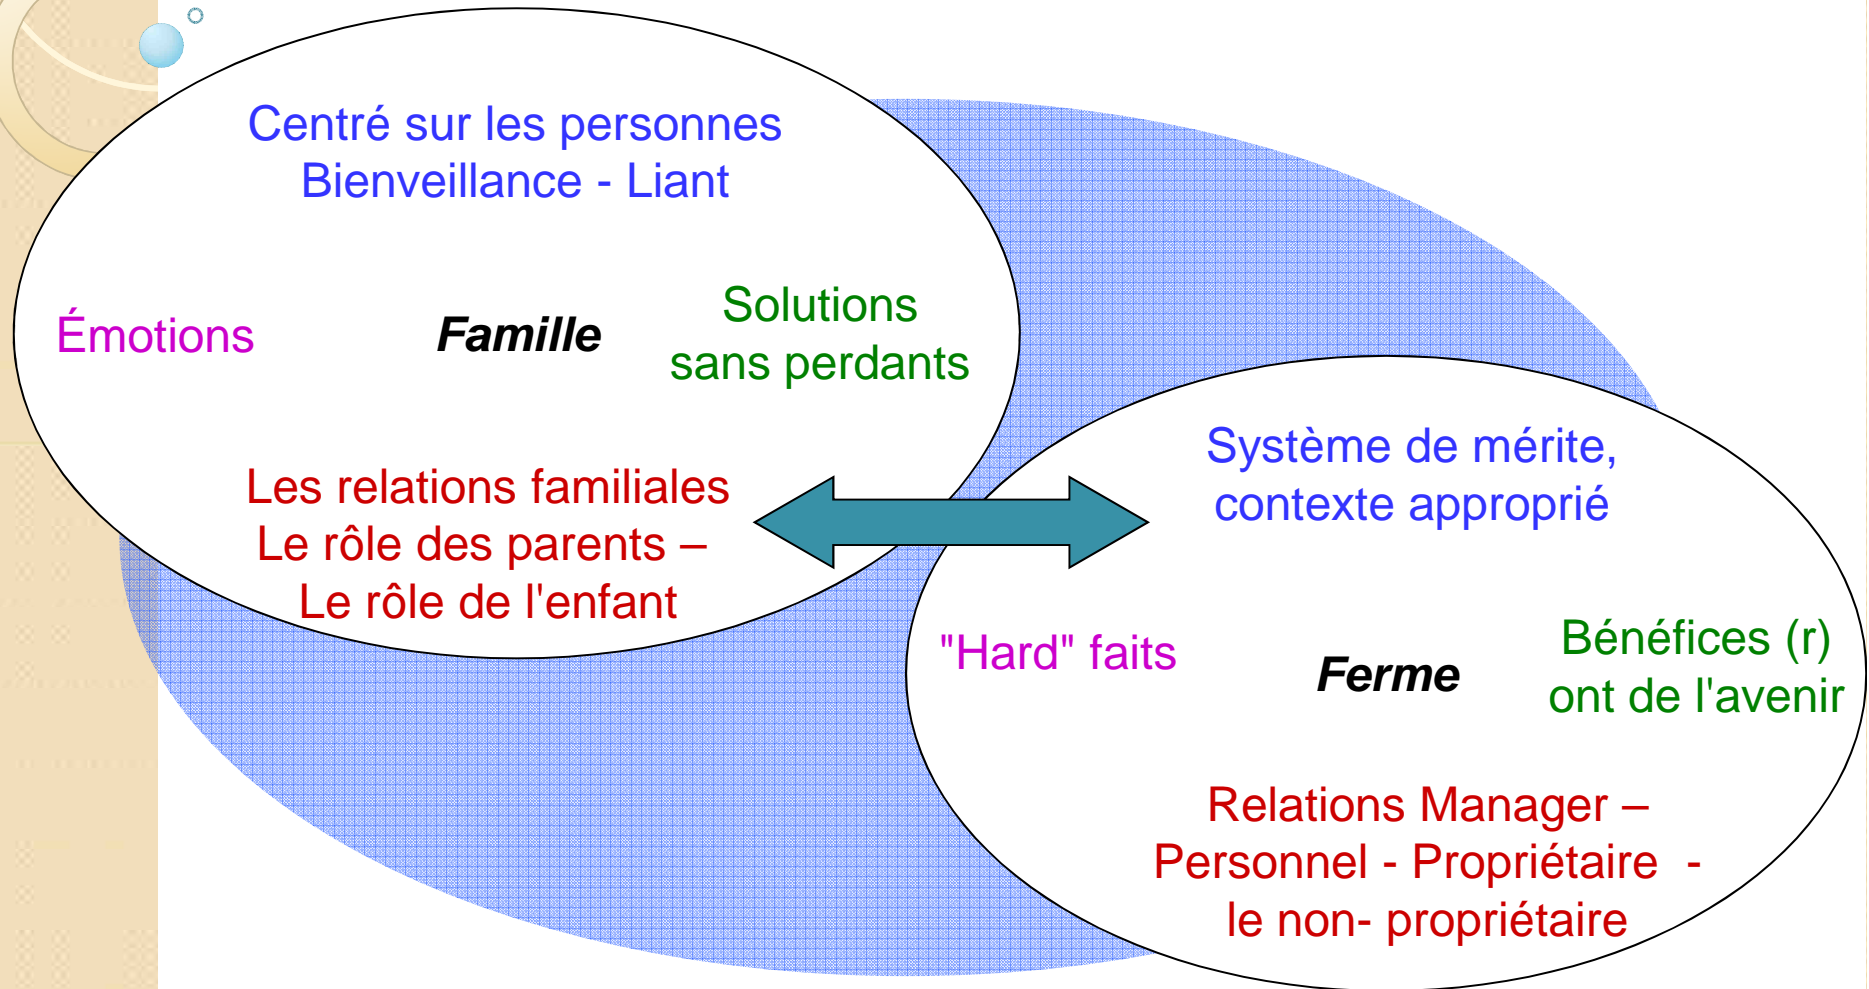 Centré sur les personnes
Bienveillance - Liant
Émotions
Famille
Solutions
sans perdants
Les relations familiales
Le rôle des parents –
Le rôle de l'enfant
Système de mérite,
contexte approprié
"Hard" faits
Ferme
Bénéfices (r)
ont de l'avenir
Relations Manager –
Personnel - Propriétaire -
le non- propriétaire